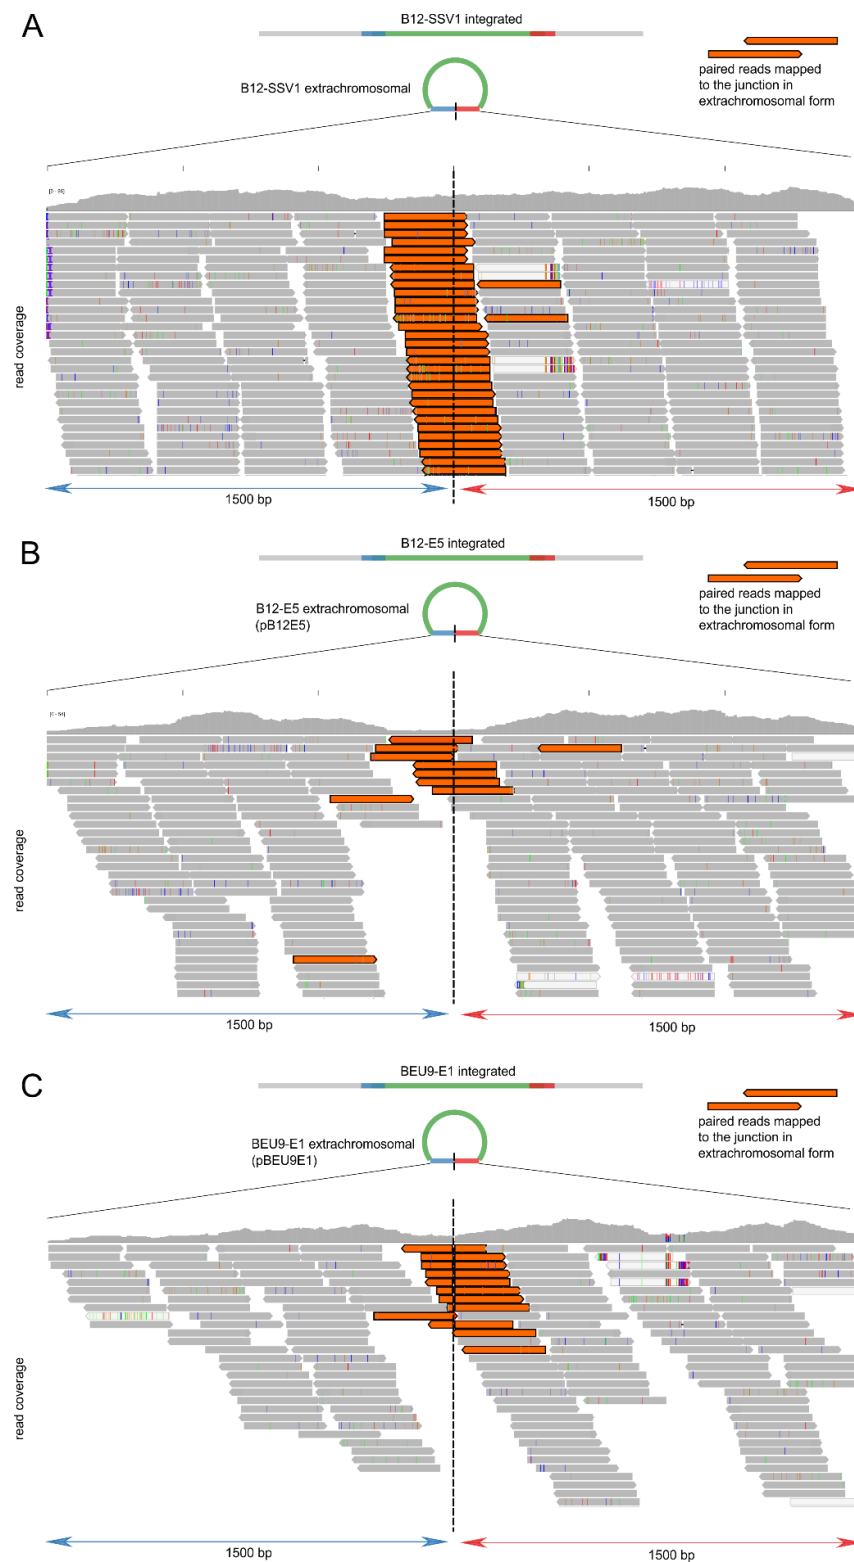 A
B12-SSV1 integrated
B12-SSV1 extrachromosomal
paired reads mapped
to the junction in
extrachromosomal form
read coverage
1500 bp
1500 bp
B
B12-E5 integrated
B12-E5 extrachromosomal
(pB12E5)
paired reads mapped
to the junction in
extrachromosomal form
read coverage
1500 bp
1500 bp
C
BEU9-E1 integrated
BEU9-E1 extrachromosomal
(pBEU9E1)
paired reads mapped
to the junction in
extrachromosomal form
read coverage
1500 bp
1500 bp